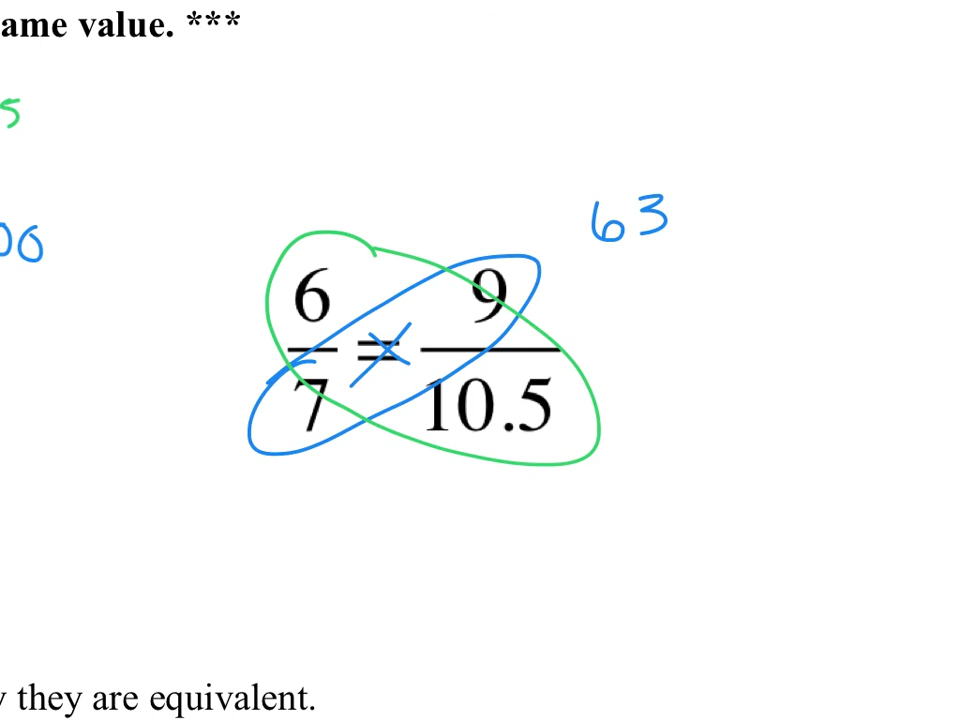 ame value. ***
5
00
63
6 = 9
7 10.5
y they are equivalent.